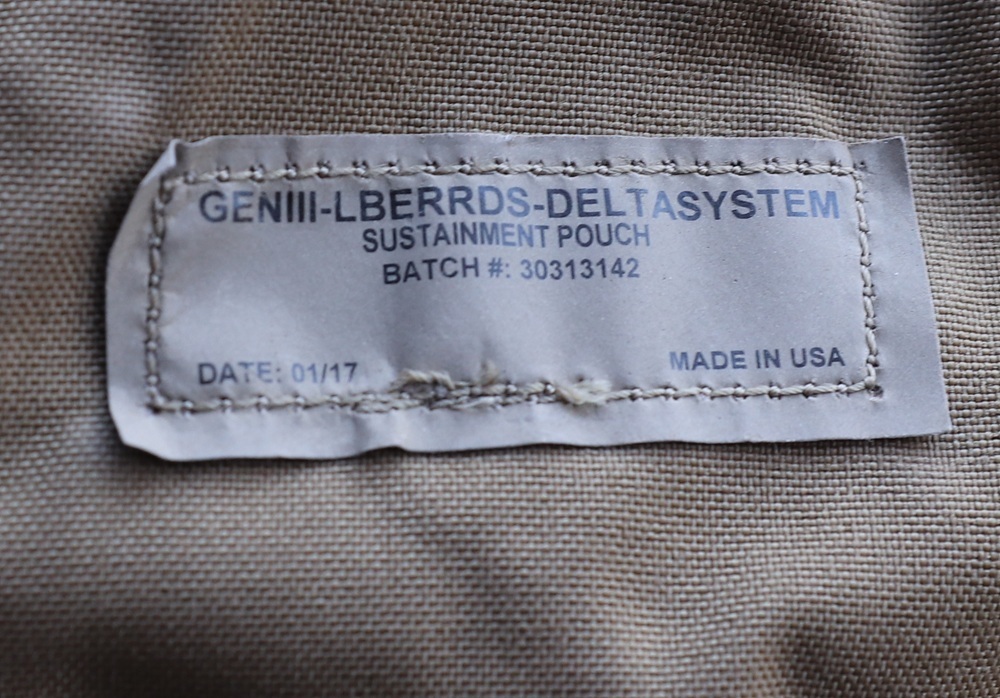 GENIII-LBERRDS-DELTASYSTEM
SUSTAINMENT POUCH
BATCH #: 30313142
DATE: 01/17
MADE IN USA